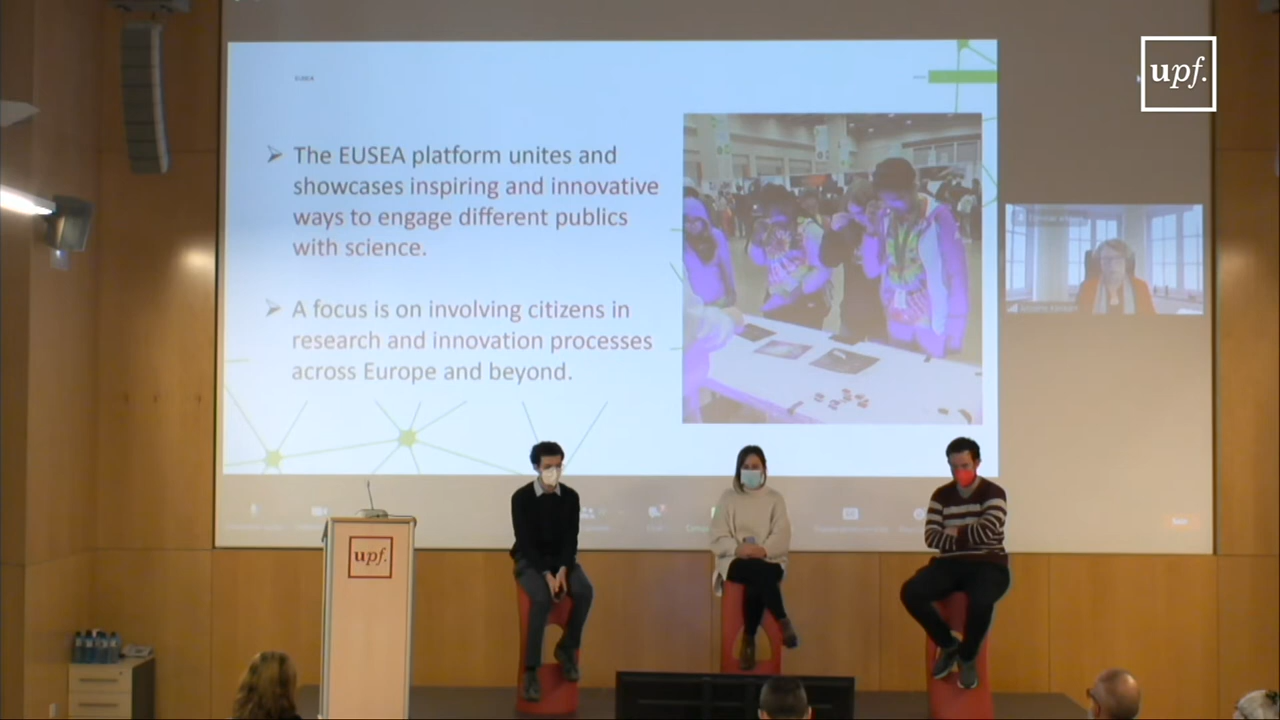 EUSEA
upf.
The EUSEA platform unites and
showcases inspiring and innovative
ways to engage different publics
with science.
A focus is on involving citizens in
research and innovation processes
across Europe and beyond.
upf.